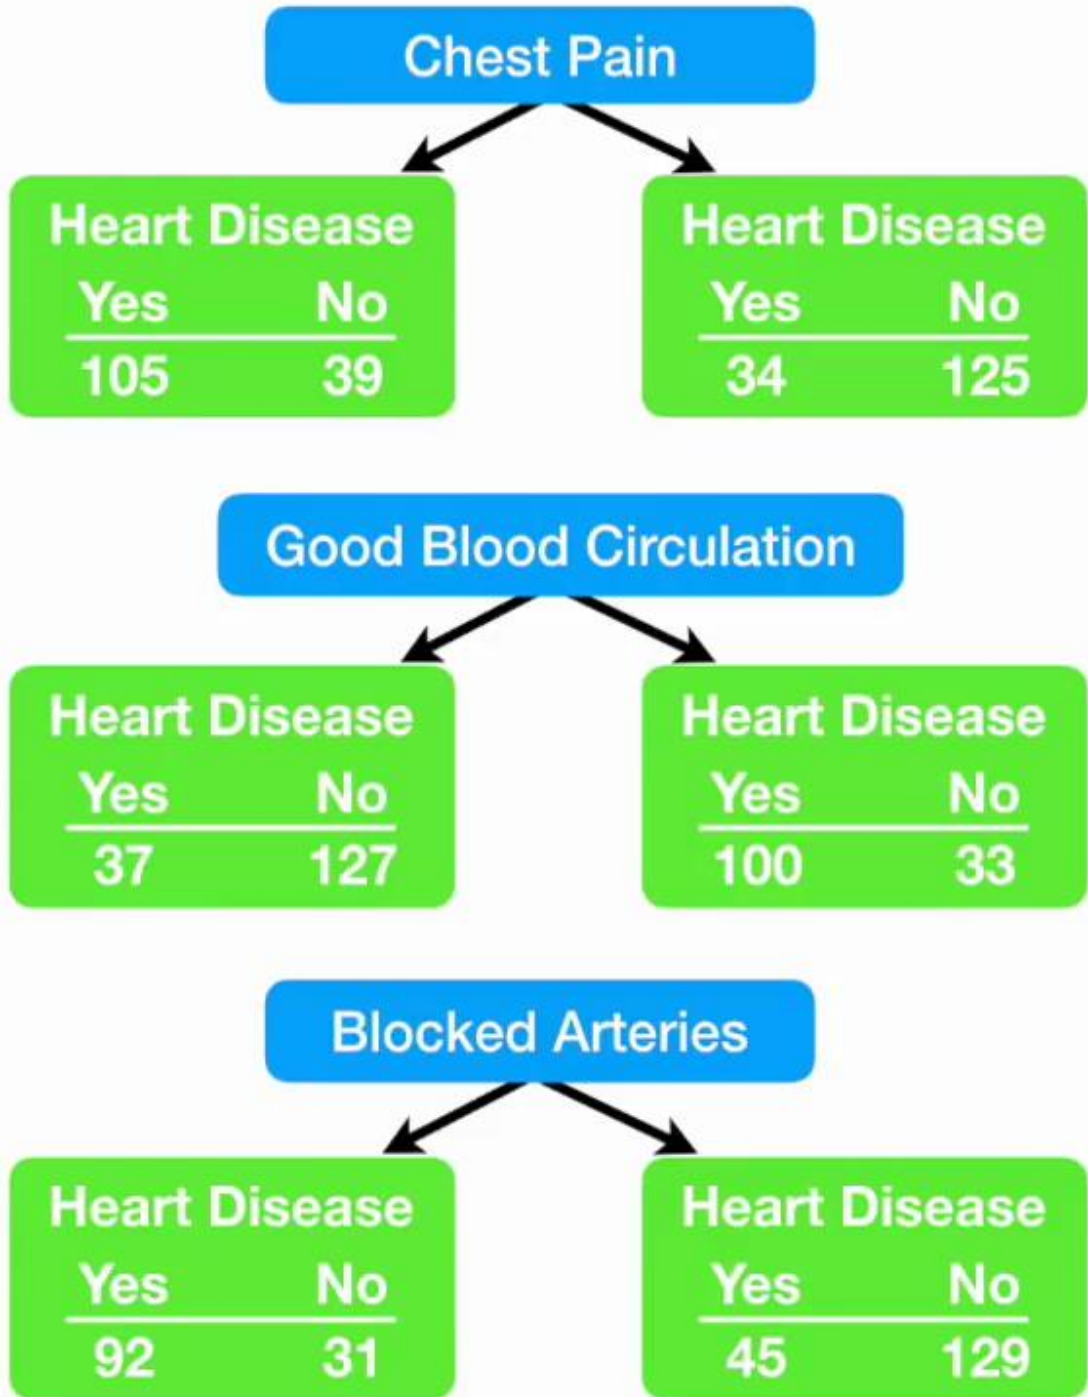 Chest Pain
Heart Disease Heart Disease
Yes No Yes No
105 39 34 125
Good Blood Circulation
Heart Disease Heart Disease
Yes No Yes No
37 127 100 33
Blocked Arteries
Heart Disease Heart Disease
Yes No Yes No
92 31 45 129